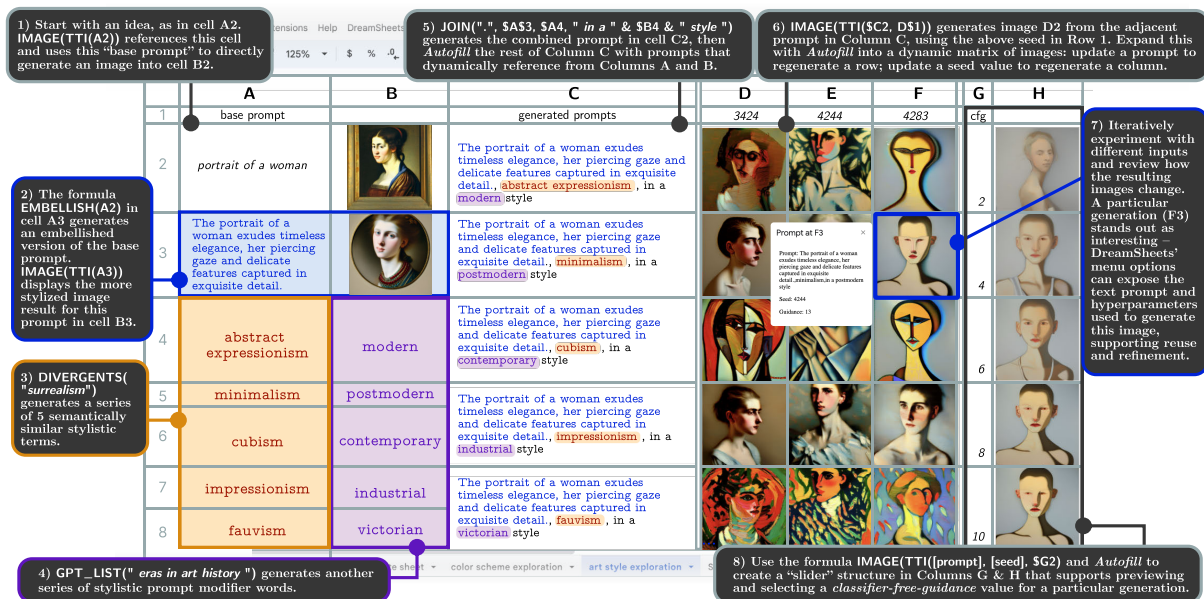 1) Start with an idea, as in cell A2.
IMAGE(TTI(A2)) references this cell
and uses this “base prompt” to directly
generate an image into cell B2.
ensions Help DreamSheets
125% $ % .0
5) JOIN(".", $A$3, $A4, " in a " & $B4 & " style ")
generates the combined prompt in cell C2, then
Autofill the rest of Column C with prompts that
dynamically reference from Columns A and B.
6) IMAGE(TTI($C2, D$1)) generates image D2 from the adjacent
prompt in Column C, using the above seed in Row 1. Expand this
with Autofill into a dynamic matrix of images: update a prompt to
regenerate a row; update a seed value to regenerate a column.
A B C D E F G H
1 base prompt generated prompts 3424 4244 4283 cfg
2 portrait of a woman
The portrait of a woman exudes
timeless elegance, her piercing gaze and
delicate features captured in exquisite
detail., abstract expressionism , in a
modern style
2
2) The formula
EMBELLISH(A2) in
cell A3 generates
an embellished
version of the base
prompt.
IMAGE(TTI(A3))
displays the more
stylized image
result for this
prompt in cell B3.
3
The portrait of a
woman exudes timeless
elegance, her piercing
gaze and delicate
features captured in
exquisite detail.
The portrait of a woman exudes
timeless elegance, her piercing gaze
and delicate features captured in
exquisite detail., minimalism , in a
postmodern style
Prompt at F3 ×
Prompt: The portrait of a woman
exudes timeless elegance, her
piercing gaze and delicate features
captured in exquisite
detail.,minimalism,in a postmodern
style
Seed: 4244
Guidance: 13
4
7) Iteratively
experiment with
different inputs
and review how
the resulting
images change.
A particular
generation (F3)
stands out as
interesting –
DreamSheets’
menu options
can expose the
text prompt and
hyperparameters
used to generate
this image,
supporting reuse
and refinement.
4
abstract
expressionism
modern
The portrait of a woman exudes
timeless elegance, her piercing gaze
and delicate features captured in
exquisite detail., cubism , in a
contemporary style
6
3) DIVERGENTS(
"surrealism")
generates a series
of 5 semantically
similar stylistic
terms.
5 minimalism postmodern
6 cubism contemporary
The portrait of a woman exudes
timeless elegance, her piercing gaze
and delicate features captured in
exquisite detail., impressionism , in a
industrial style
8
7 impressionism industrial
8 fauvism victorian
The portrait of a woman exudes
timeless elegance, her piercing gaze
and delicate features captured in
exquisite detail., fauvism , in a
victorian style
10
4) GPT_LIST(" eras in art history ") generates another
series of stylistic prompt modifier words.
e sheet color scheme exploration art style exploration S
8) Use the formula IMAGE(TTI([prompt], [seed], $G2) and Autofill to
create a “slider” structure in Columns G & H that supports previewing
and selecting a classifier-free-guidance value for a particular generation.